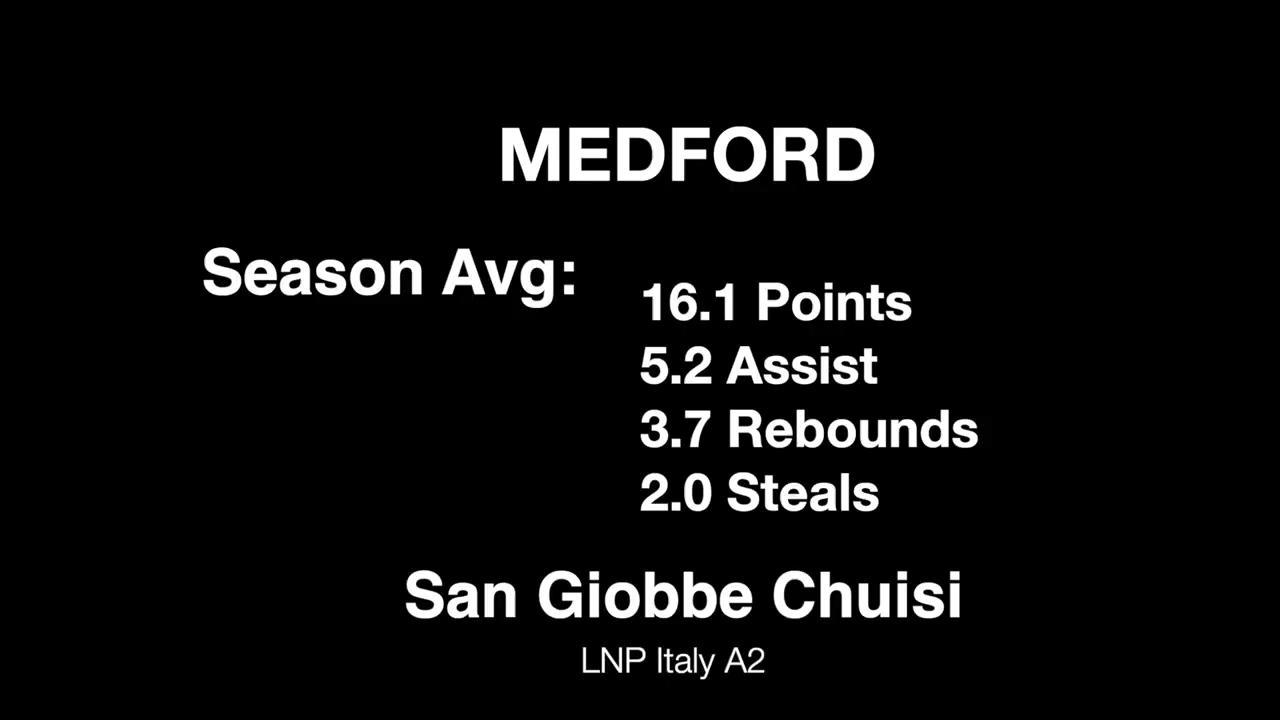 MEDFORD
Season Avg:
16.1 Points
5.2 Assist
3.7 Rebounds
2.0 Steals
San Giobbe Chuisi
LNP Italy A2